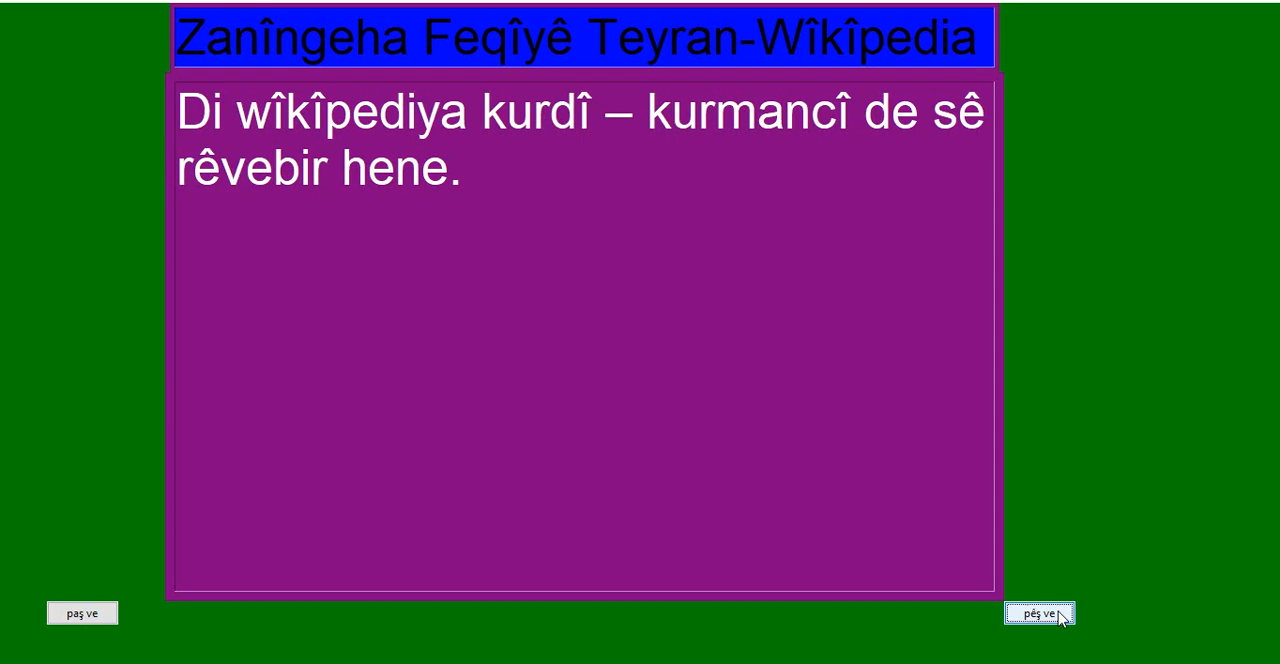 Zanîngeha Feqîyê Teyran-Wîkîpedia
Di wîkîpediya kurdî – kurmancî de sê
rêvebir hene.
paş ve
pêş ve